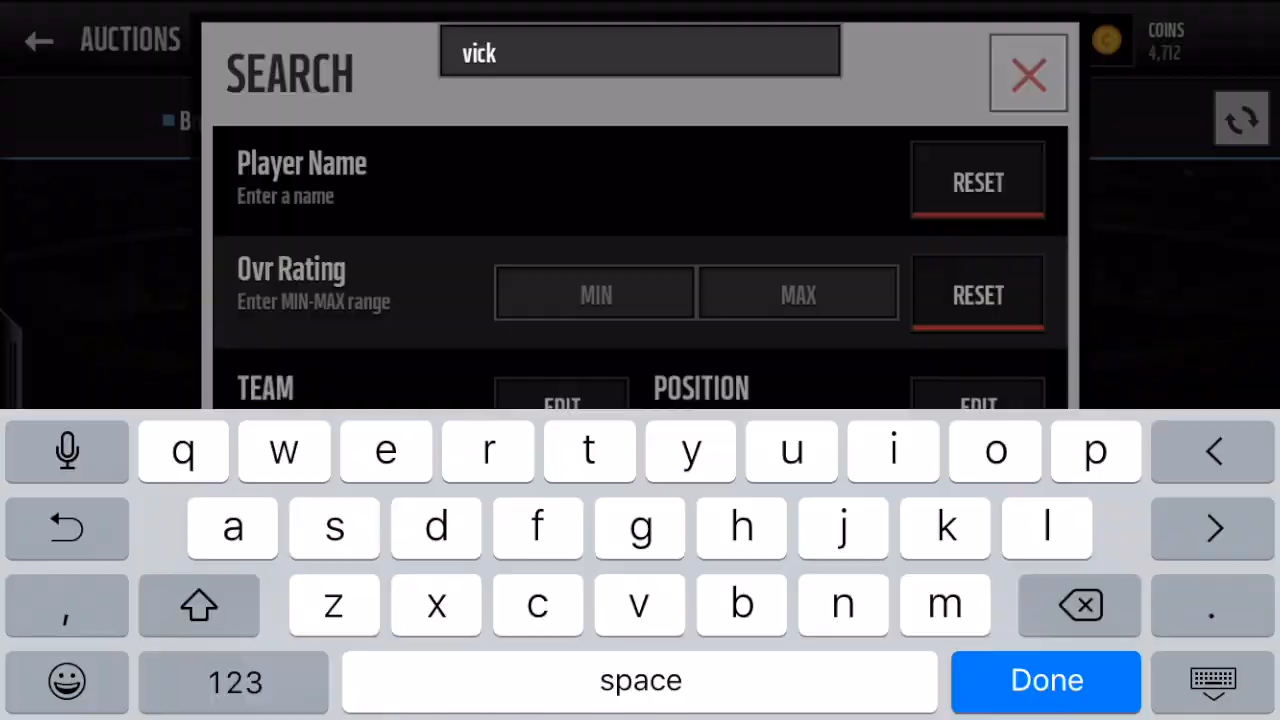 AUCTIONS
SEARCH
vick
COINS
4,712
B
Player Name
Enter a name
RESET
Ovr Rating
Enter MIN-MAX range
MIN
MAX
RESET
TEAM
EDIT
POSITION
EDIT
q w e r t y u i o p <
a s d f g h j k l >
, z x c v b n m .
123 space Done